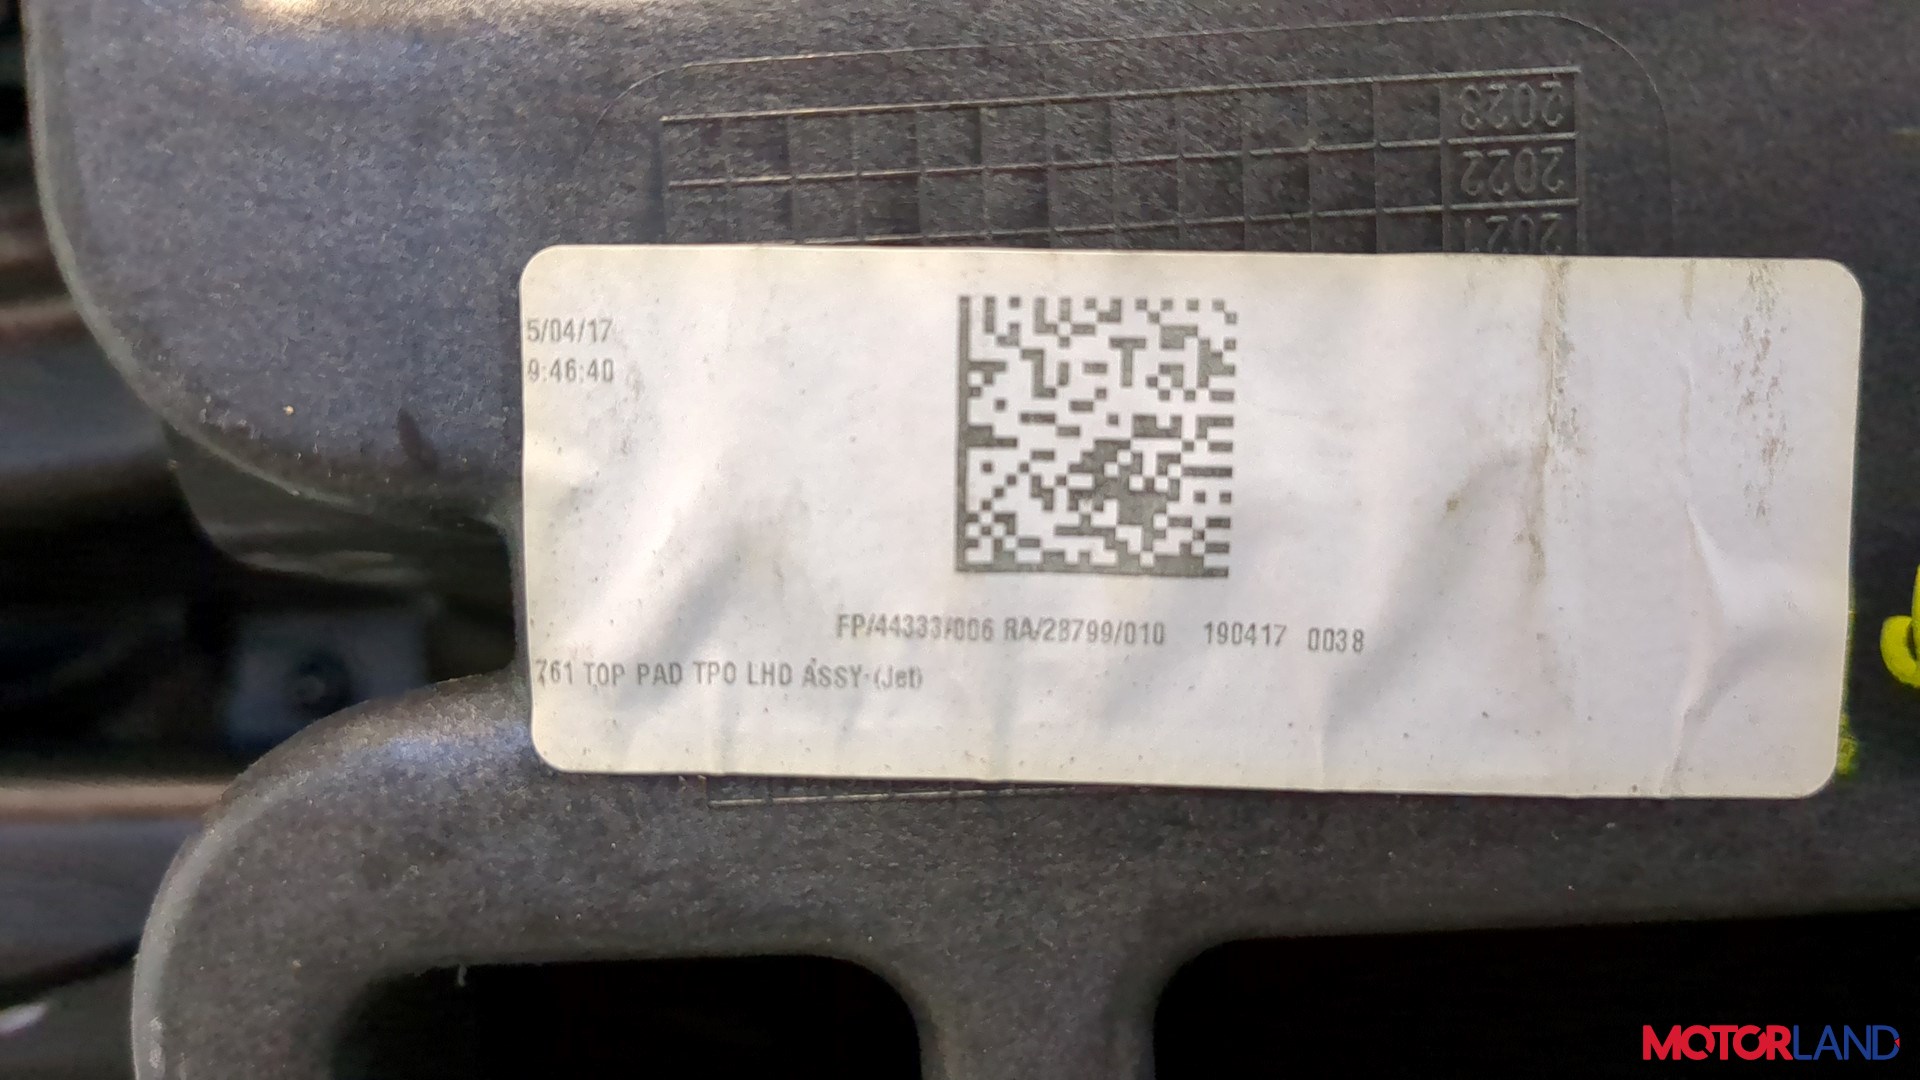 2023
2022
2021
5/04/17
9:46:40
FP/44333/006 RA/28799/010 190417 0038
761 TOP PAD TPO LHD ASSY-(Jet)
MOTORLAND